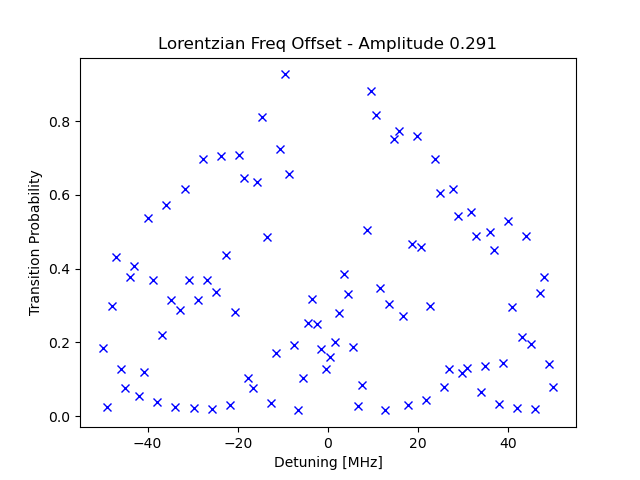 Lorentzian Freq Offset - Amplitude 0.291
Transition Probability
0.8
0.6
0.4
0.2
0.0
−40 −20 0 20 40
Detuning [MHz]